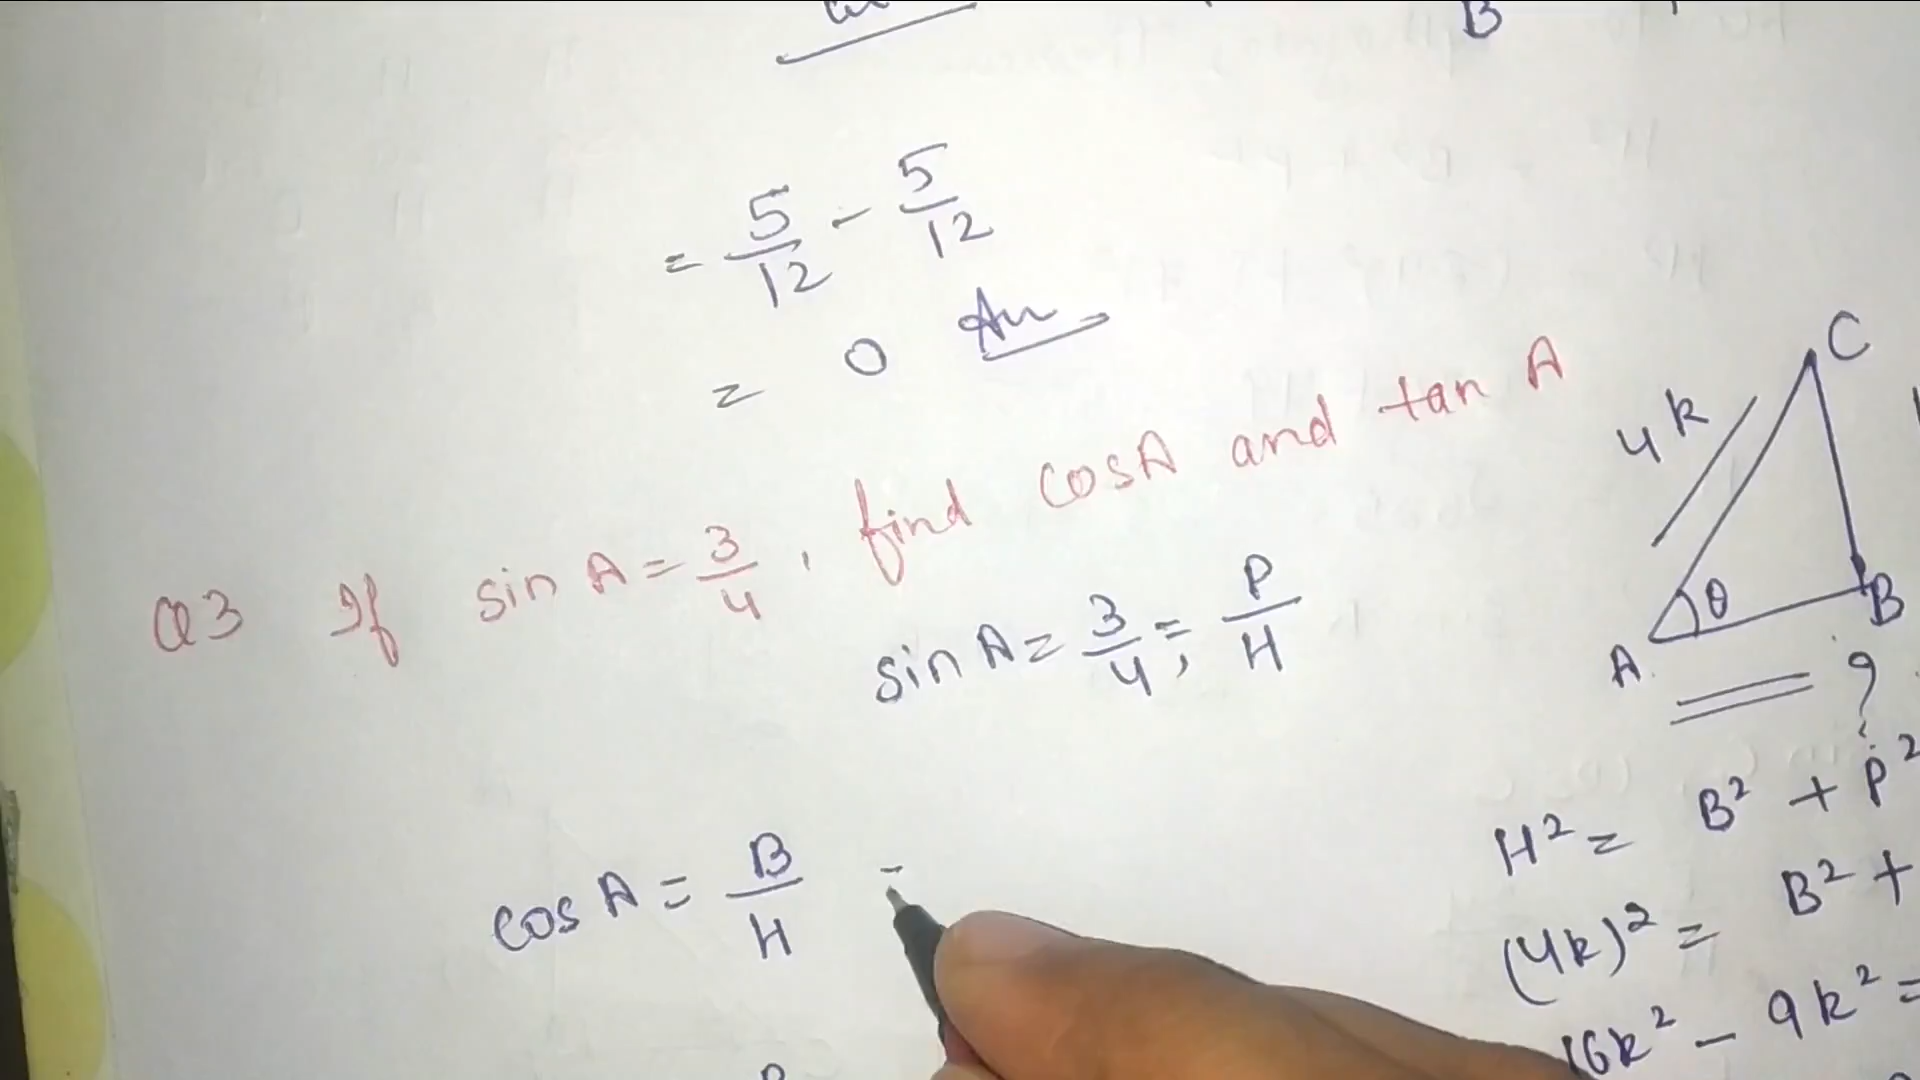 B
= 5/12 - 5/12
= 0 Ans
Q3 If sin A = 3/4, find cosA and tan A
sin A = 3/4 = P/H
C
4k
θ
A
B
?
H² = B² + P²
(4k)² = B² +
16k² - 9k² =
cos A = B/H =